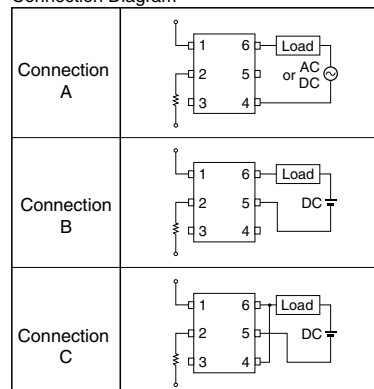 Connection Diagram
Connection
A
1 6 Load
2 5 or AC
DC
3 4
Connection
B
1 6 Load
2 5 DC
3 4
Connection
C
1 6 Load
2 5 DC
3 4